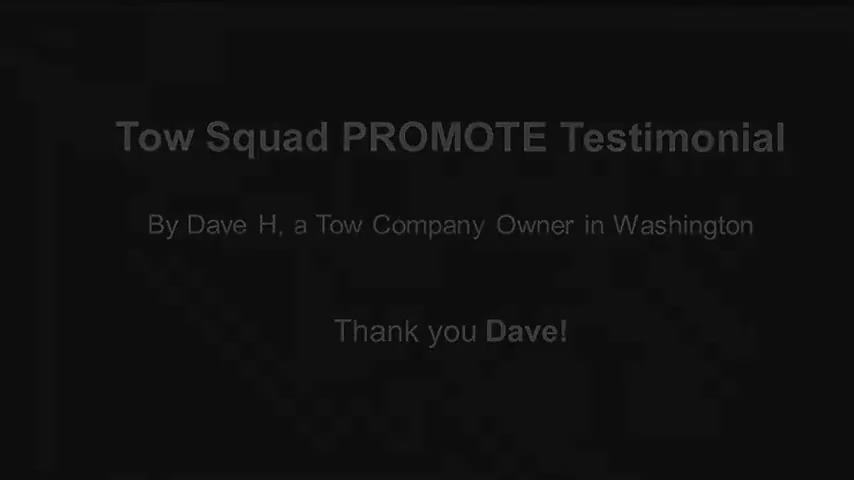 Tow Squad PROMOTE Testimonial
By Dave H, a Tow Company Owner in Washington
Thank you Dave!